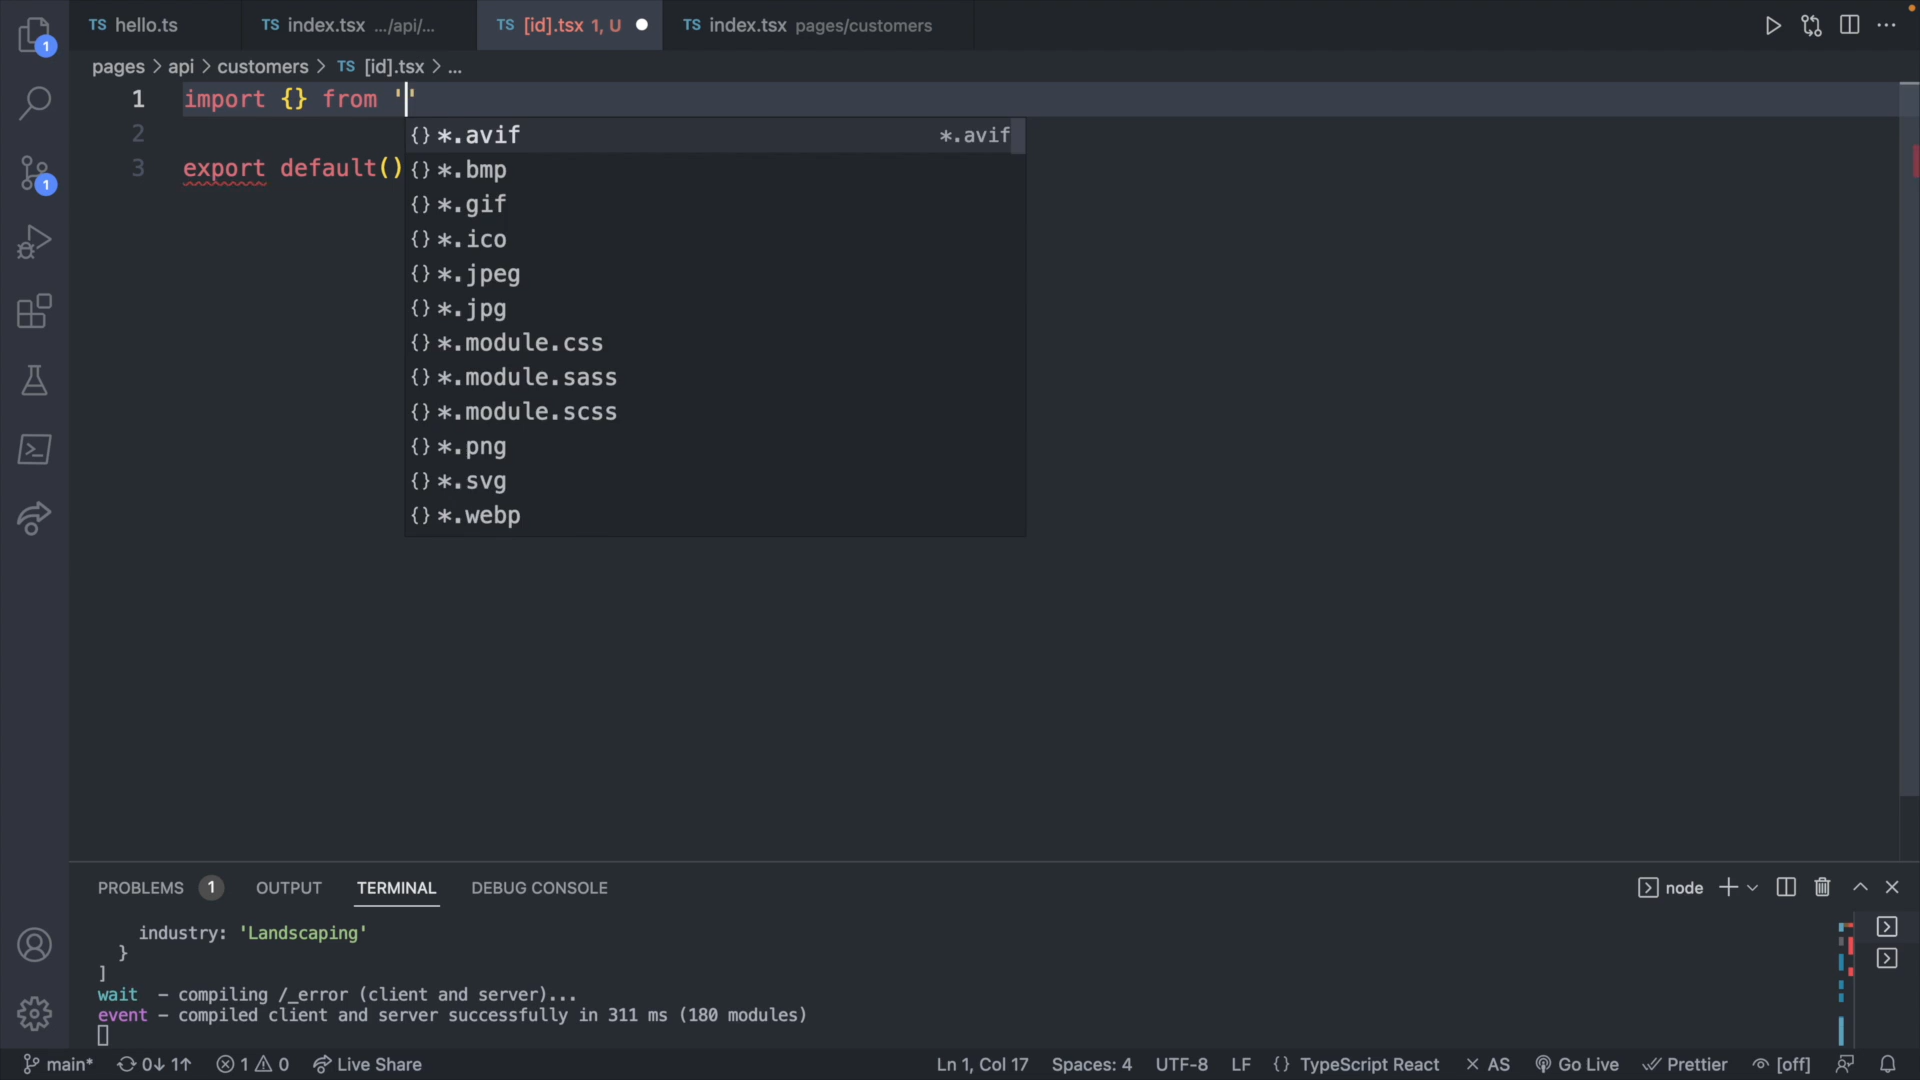 1
1
TS hello.ts
TS index.tsx .../api/...
TS [id].tsx 1, U
TS index.tsx pages/customers
pages > api > customers > TS [id].tsx > ...
1 import {} from ''
2
3 export default()
{} *.avif *.avif
{} *.bmp
{} *.gif
{} *.ico
{} *.jpeg
{} *.jpg
{} *.module.css
{} *.module.sass
{} *.module.scss
{} *.png
{} *.svg
{} *.webp
PROBLEMS 1 OUTPUT TERMINAL DEBUG CONSOLE node
industry: 'Landscaping'
}
]
wait - compiling /_error (client and server)...
event - compiled client and server successfully in 311 ms (180 modules)
main* 0↓ 1↑ 1 0 Live Share Ln 1, Col 17 Spaces: 4 UTF-8 LF {} TypeScript React × AS Go Live Prettier [off]